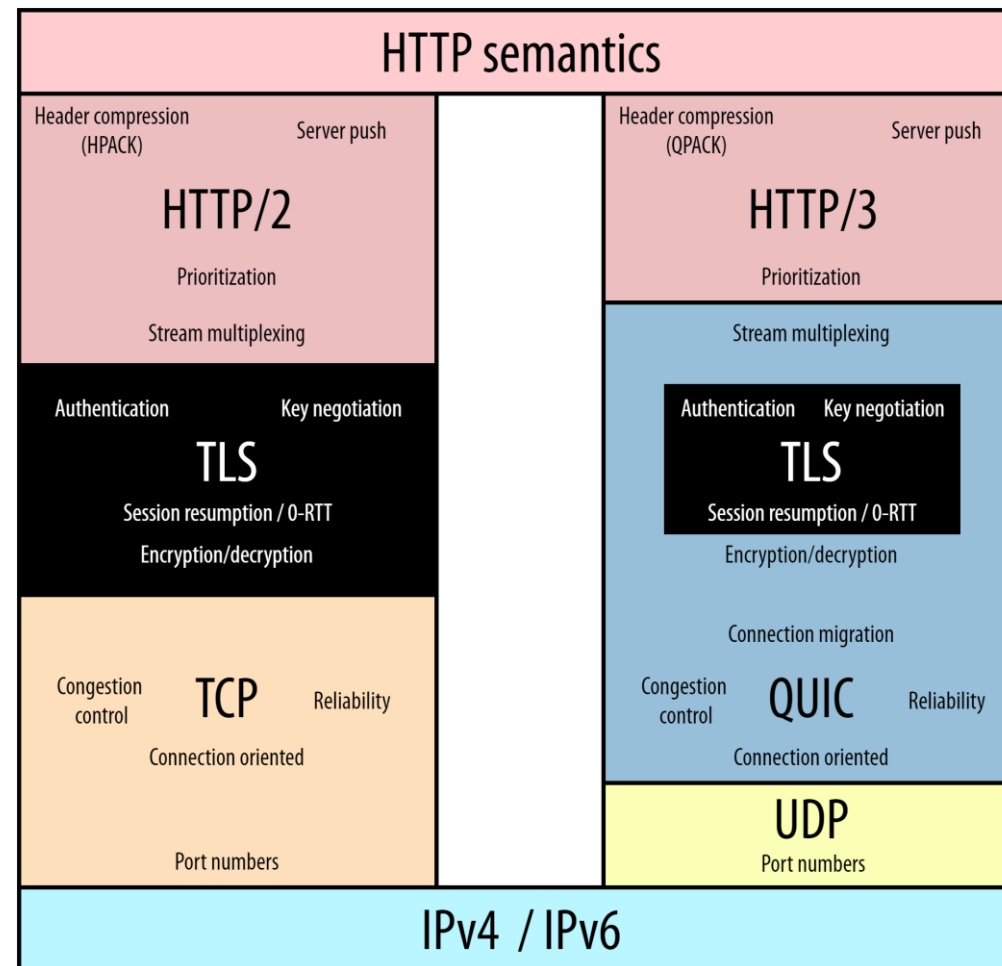 HTTP semantics
Header compression
(HPACK)
Server push
HTTP/2
Prioritization
Stream multiplexing
Authentication
Key negotiation
TLS
Session resumption / 0-RTT
Encryption/decryption
Congestion
control
TCP
Reliability
Connection oriented
Port numbers
Header compression
(QPACK)
Server push
HTTP/3
Prioritization
Stream multiplexing
Authentication
Key negotiation
TLS
Session resumption / 0-RTT
Encryption/decryption
Connection migration
Congestion
control
QUIC
Reliability
Connection oriented
UDP
Port numbers
IPv4 / IPv6